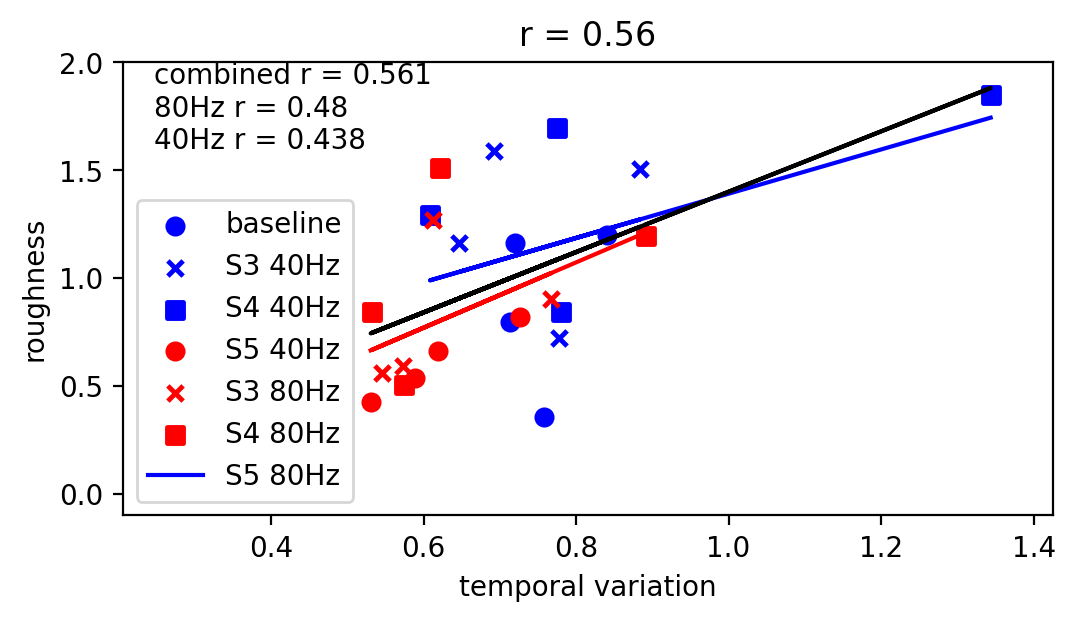 r = 0.56
combined r = 0.561
80Hz r = 0.48
40Hz r = 0.438
baseline
S3 40Hz
S4 40Hz
S5 40Hz
S3 80Hz
S4 80Hz
S5 80Hz
roughness
2.0
1.5
1.0
0.5
0.0
0.4 0.6 0.8 1.0 1.2 1.4
temporal variation